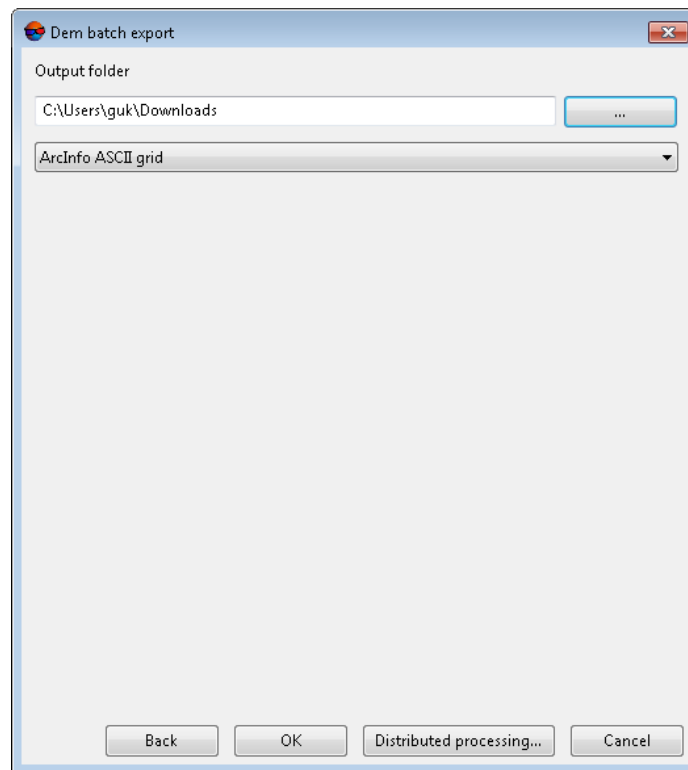 Dem batch export
Output folder
C:\Users\guk\Downloads
...
ArcInfo ASCII grid
Back
OK
Distributed processing...
Cancel